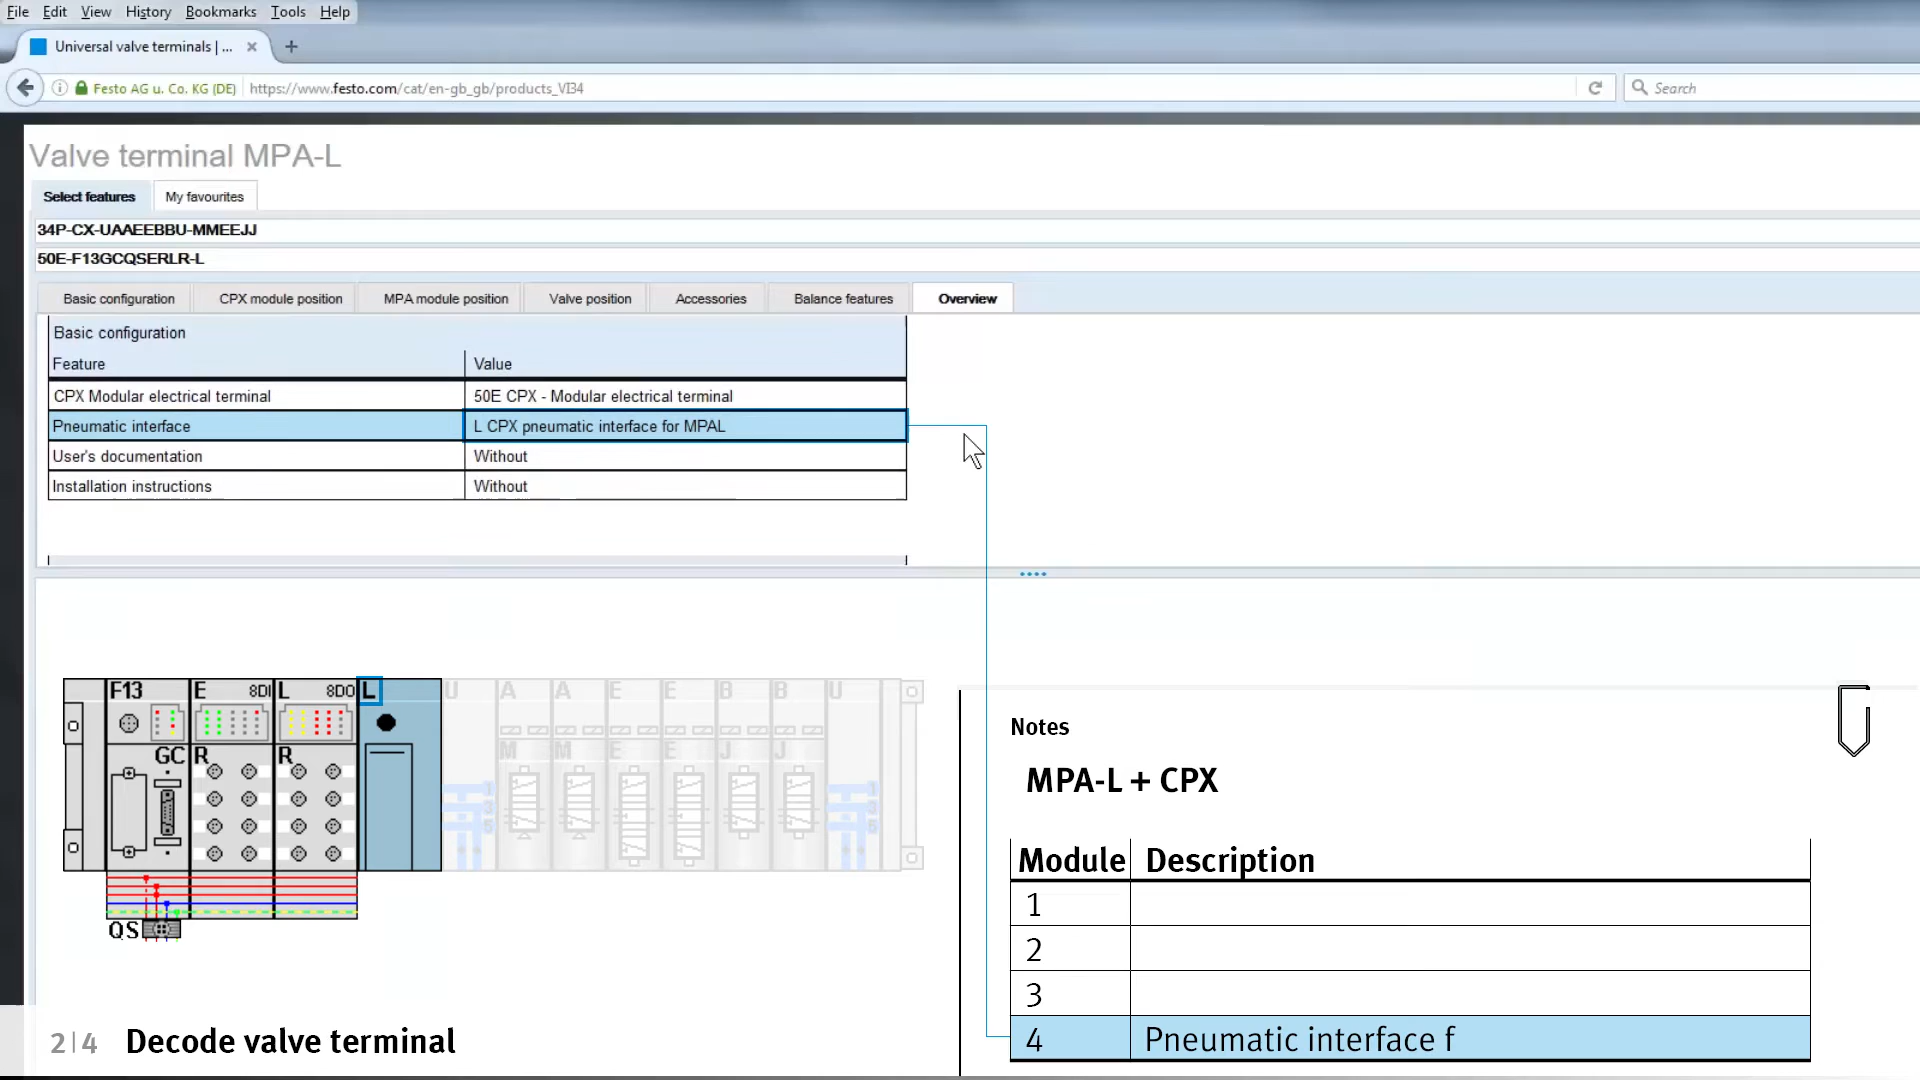 File Edit View History Bookmarks Tools Help
Universal valve terminals | ...
Festo AG u. Co. KG (DE) https://www.festo.com/cat/en-gb_gb/products_VI34 Search
Valve terminal MPA-L
Select features My favourites
34P-CX-UAAEEBBU-MMEEJJ
50E-F13GCQSERLR-L
Basic configuration CPX module position MPA module position Valve position Accessories Balance features Overview
Basic configuration
Feature Value
CPX Modular electrical terminal 50E CPX - Modular electrical terminal
Pneumatic interface L CPX pneumatic interface for MPAL
User's documentation Without
Installation instructions Without
F13 E 8DI L 8DO L U A A E E B B U
GC R R M M E E J J
QS
Notes
MPA-L + CPX
Module Description
1
2
3
4 Pneumatic interface f
2|4 Decode valve terminal